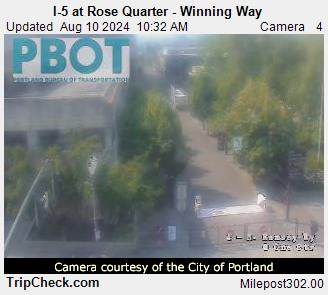 I-5 at Rose Quarter - Winning Way
Updated Aug 10 2024 10:32 AM Camera 4
PBOT
PORTLAND BUREAU OF TRANSPORTATION
Camera courtesy of the City of Portland
TripCheck.com Milepost302.00